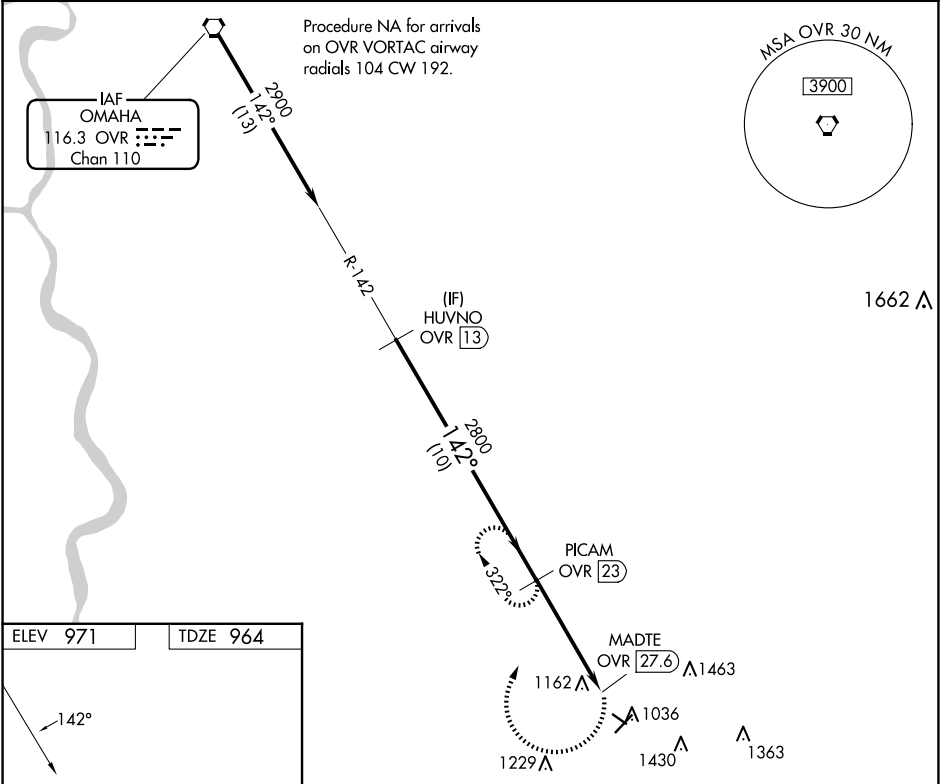 Procedure NA for arrivals
on OVR VORTAC airway
radials 104 CW 192.
MSA OVR 30 NM
3900
IAF
OMAHA
116.3 OVR
Chan 110
2900
142°
(13)
R-142
(IF)
HUVNO
OVR 13
1662
2800
142°
(10)
PICAM
OVR 23
322°
MADTE
OVR 27.6
1463
1162
1036
1229
1430
1363
ELEV 971
TDZE 964
142°